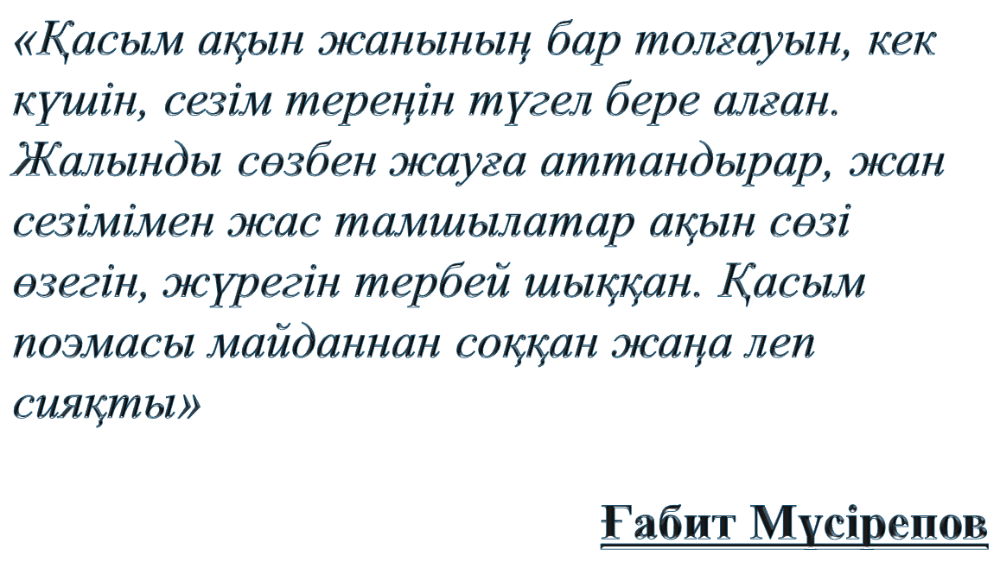 «Қасым ақын жанының бар толғауын, кек
күшін, сезім тереңін түгел бере алған.
Жалынды сөзбен жауға аттандырар, жан
сезімімен жас тамшылатар ақын сөзі
өзегін, жүрегін тербей шыққан. Қасым
поэмасы майданнан соққан жаңа леп
сияқты»
Ғабит Мүсірепов